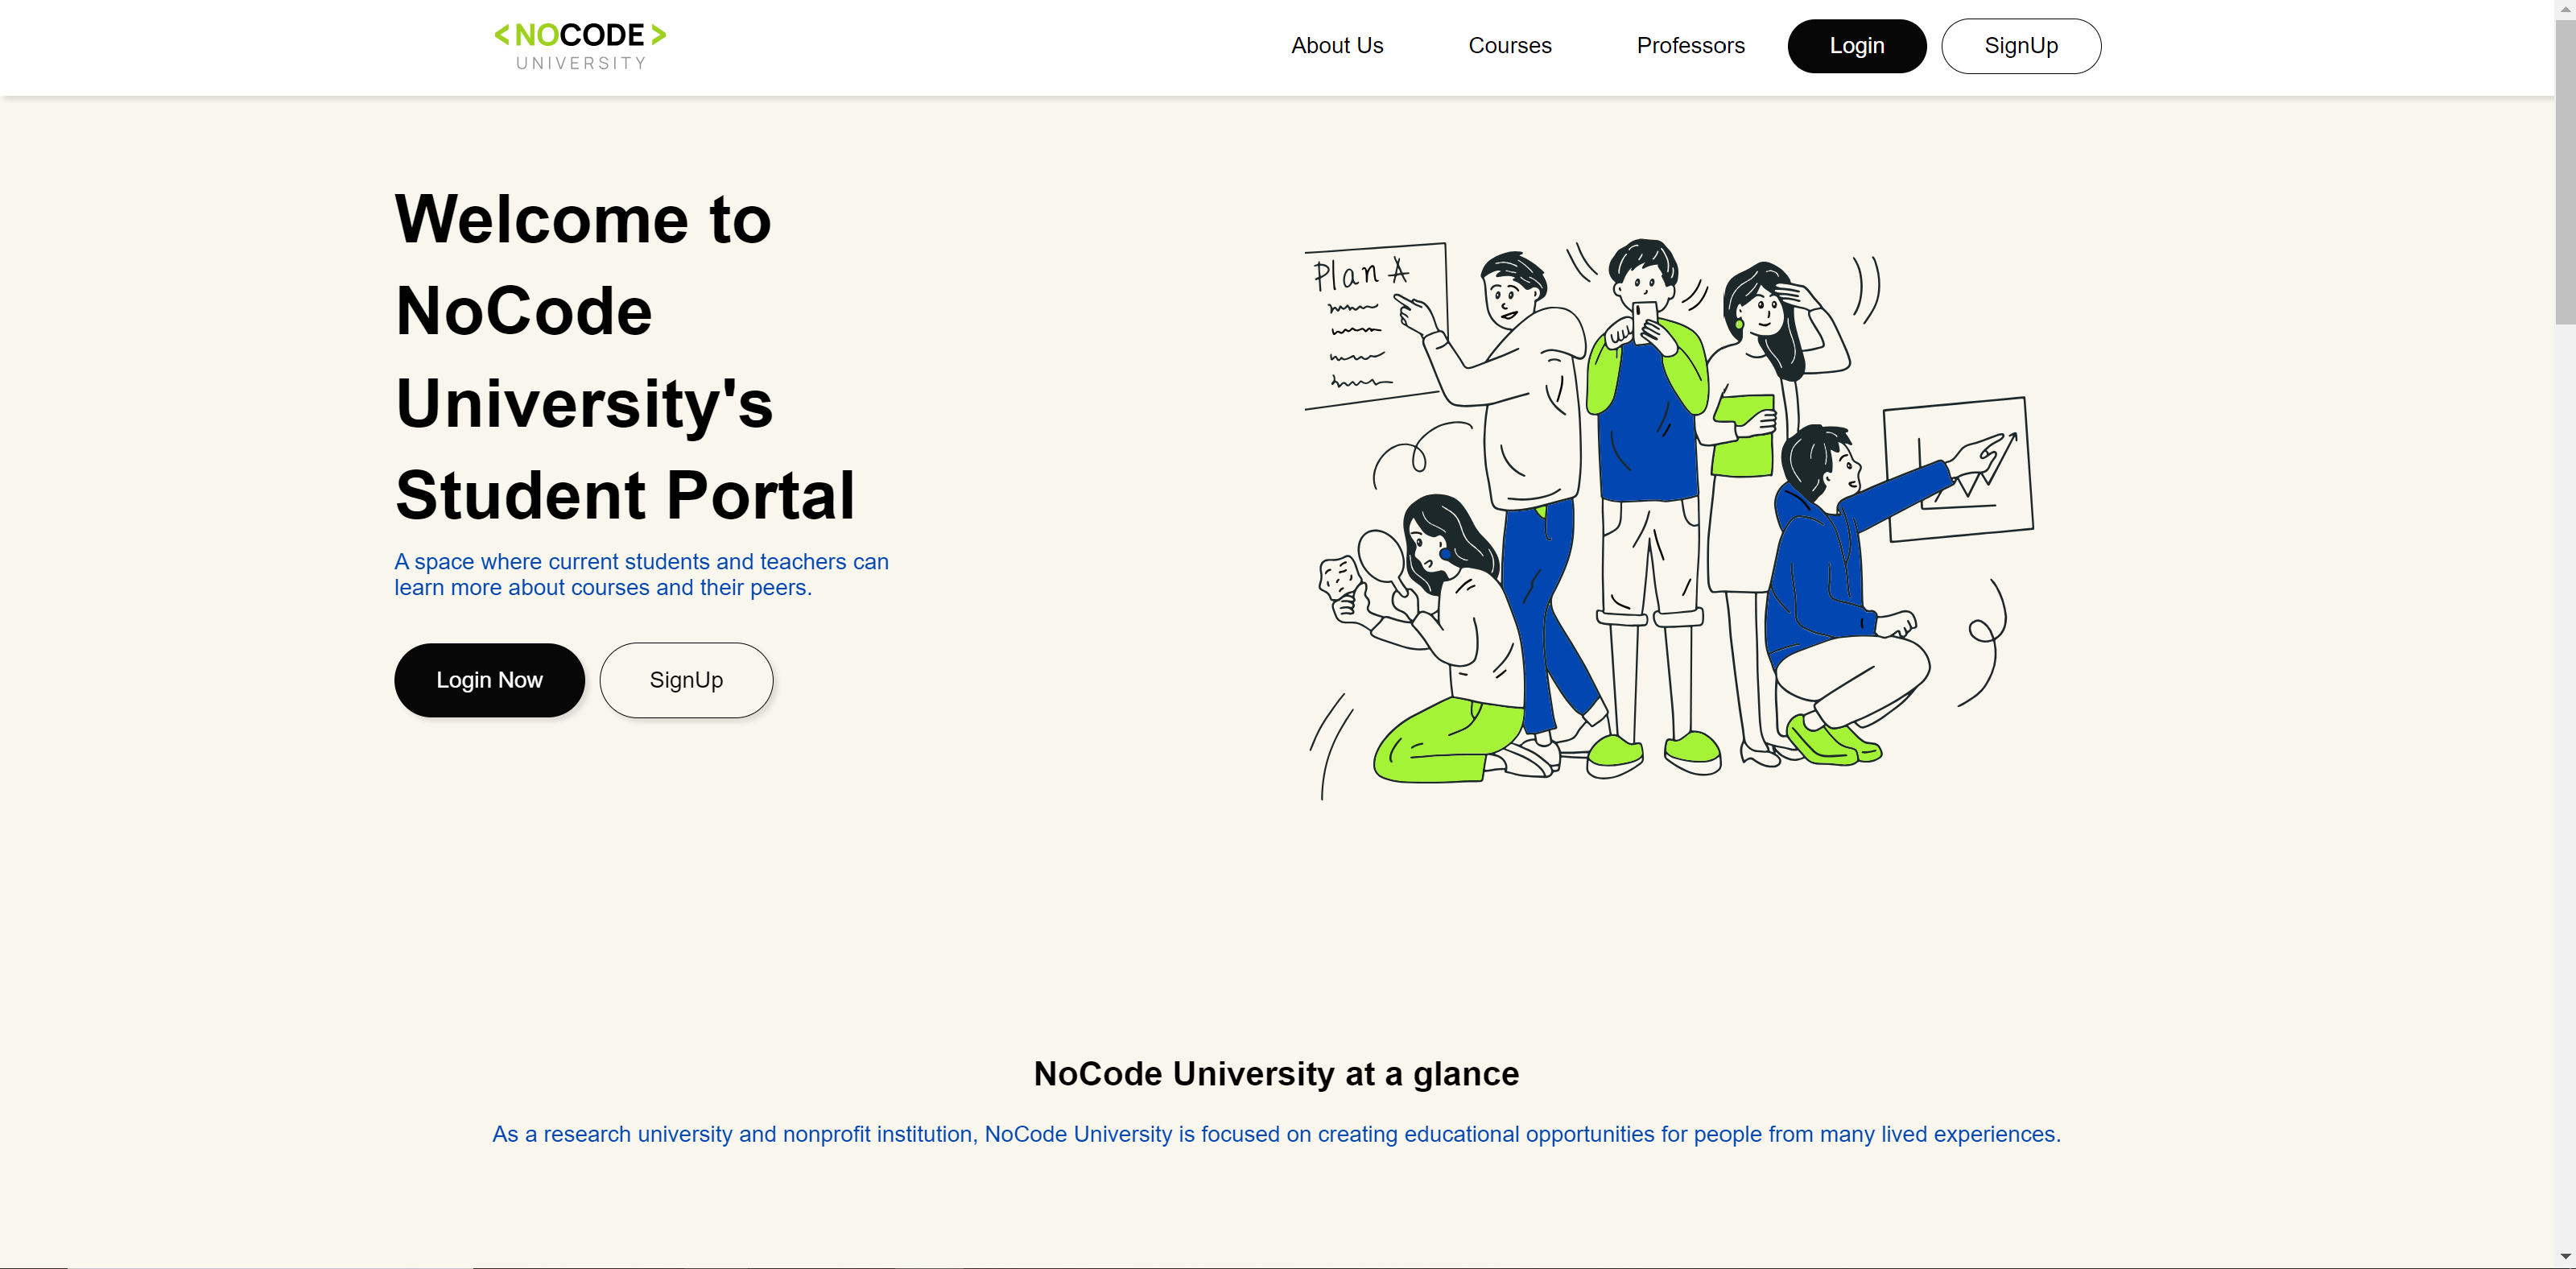 <NOCODE>
UNIVERSITY
About Us
Courses
Professors
Login
SignUp
Welcome to
NoCode
University's
Student Portal
A space where current students and teachers can
learn more about courses and their peers.
Login Now
SignUp
Plan A
NoCode University at a glance
As a research university and nonprofit institution, NoCode University is focused on creating educational opportunities for people from many lived experiences.